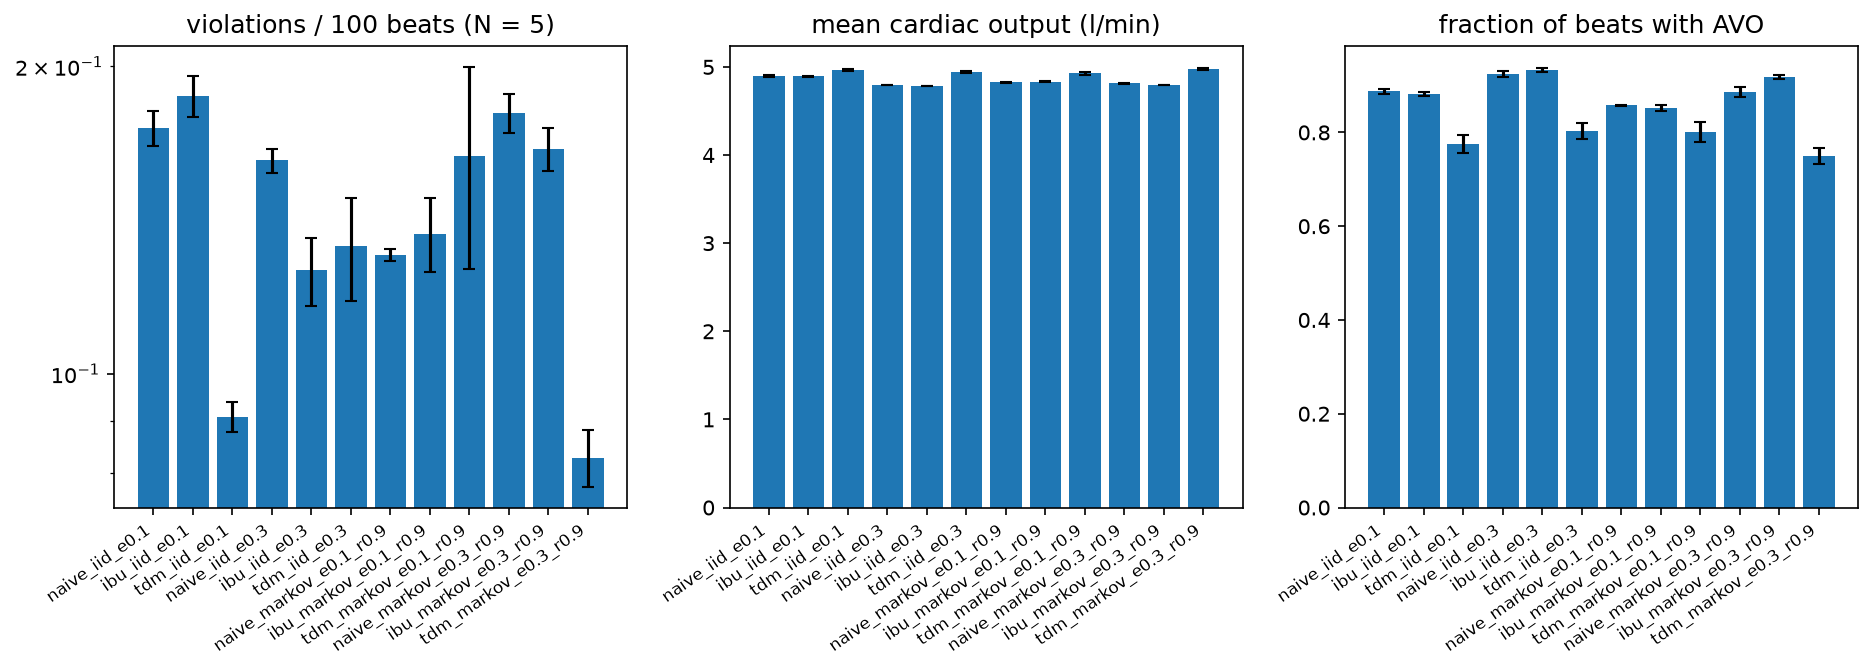 violations / 100 beats (N = 5)
2 × 10⁻¹
10⁻¹
naive_iid_e0.1
ibu_iid_e0.1
tdm_iid_e0.1
naive_iid_e0.3
ibu_iid_e0.3
tdm_iid_e0.3
naive_markov_e0.1_r0.9
ibu_markov_e0.1_r0.9
tdm_markov_e0.1_r0.9
naive_markov_e0.3_r0.9
ibu_markov_e0.3_r0.9
tdm_markov_e0.3_r0.9
mean cardiac output (l/min)
5
4
3
2
1
0
naive_iid_e0.1
ibu_iid_e0.1
tdm_iid_e0.1
naive_iid_e0.3
ibu_iid_e0.3
tdm_iid_e0.3
naive_markov_e0.1_r0.9
ibu_markov_e0.1_r0.9
tdm_markov_e0.1_r0.9
naive_markov_e0.3_r0.9
ibu_markov_e0.3_r0.9
tdm_markov_e0.3_r0.9
fraction of beats with AVO
0.8
0.6
0.4
0.2
0.0
naive_iid_e0.1
ibu_iid_e0.1
tdm_iid_e0.1
naive_iid_e0.3
ibu_iid_e0.3
tdm_iid_e0.3
naive_markov_e0.1_r0.9
ibu_markov_e0.1_r0.9
tdm_markov_e0.1_r0.9
naive_markov_e0.3_r0.9
ibu_markov_e0.3_r0.9
tdm_markov_e0.3_r0.9